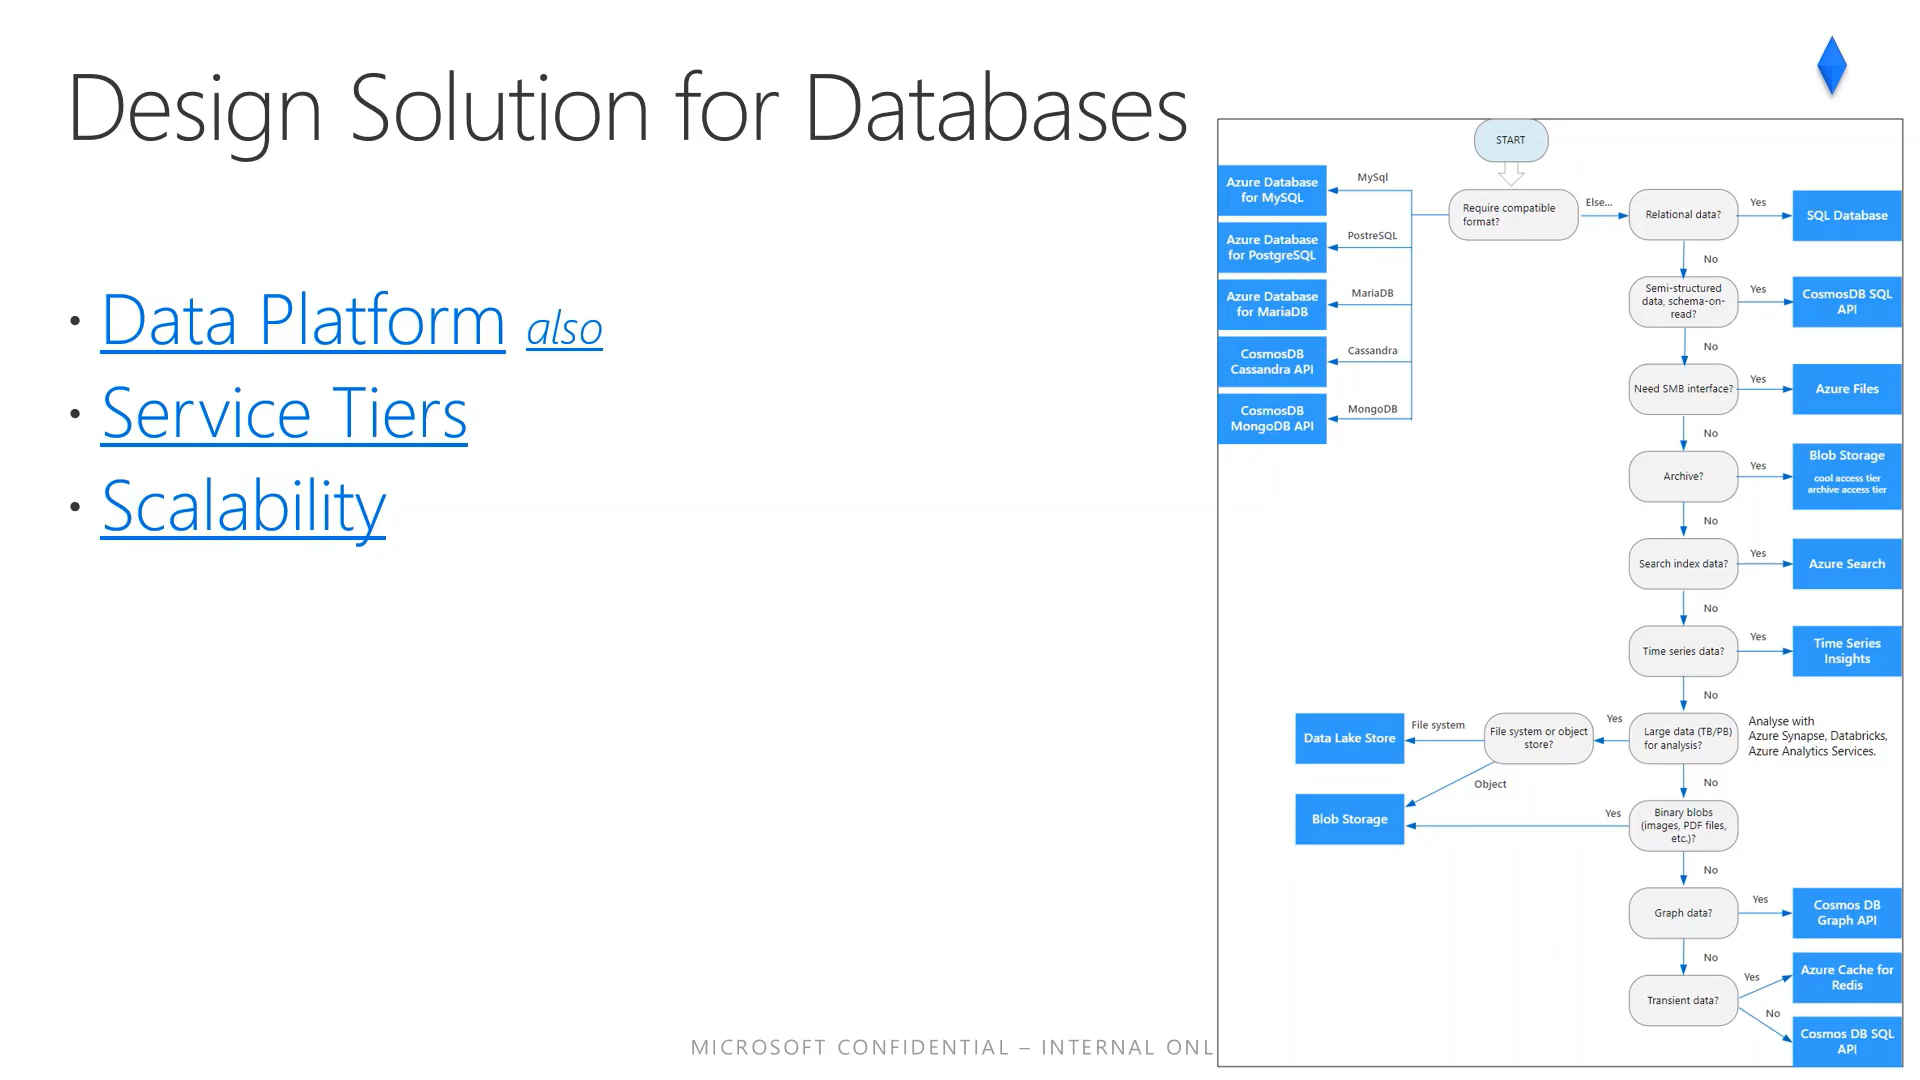 Design Solution for Databases
• Data Platform also
• Service Tiers
• Scalability
START
Require compatible
format?
Else...
MySql
PostreSQL
MariaDB
Cassandra
MongoDB
Azure Database
for MySQL
Azure Database
for PostgreSQL
Azure Database
for MariaDB
CosmosDB
Cassandra API
CosmosDB
MongoDB API
Relational data?
Yes
SQL Database
No
Semi-structured
data, schema-on-
read?
Yes
CosmosDB SQL
API
No
Need SMB interface?
Yes
Azure Files
No
Archive?
Yes
Blob Storage
cool access tier
archive access tier
No
Search index data?
Yes
Azure Search
No
Time series data?
Yes
Time Series
Insights
No
Large data (TB/PB)
for analysis?
Analyse with
Azure Synapse, Databricks,
Azure Analytics Services.
Yes
File system or object
store?
File system
Data Lake Store
Object
Blob Storage
No
Binary blobs
(images, PDF files,
etc.)?
Yes
No
Graph data?
Yes
Cosmos DB
Graph API
No
Transient data?
Yes
Azure Cache for
Redis
No
Cosmos DB SQL
API
MICROSOFT CONFIDENTIAL – INTERNAL ONL